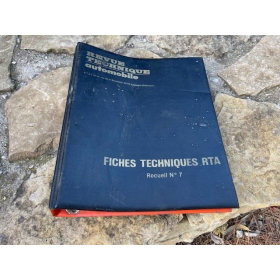 REVUE
TECHNIQUE
automobile
FICHES TECHNIQUES RTA
Recueil N° 7